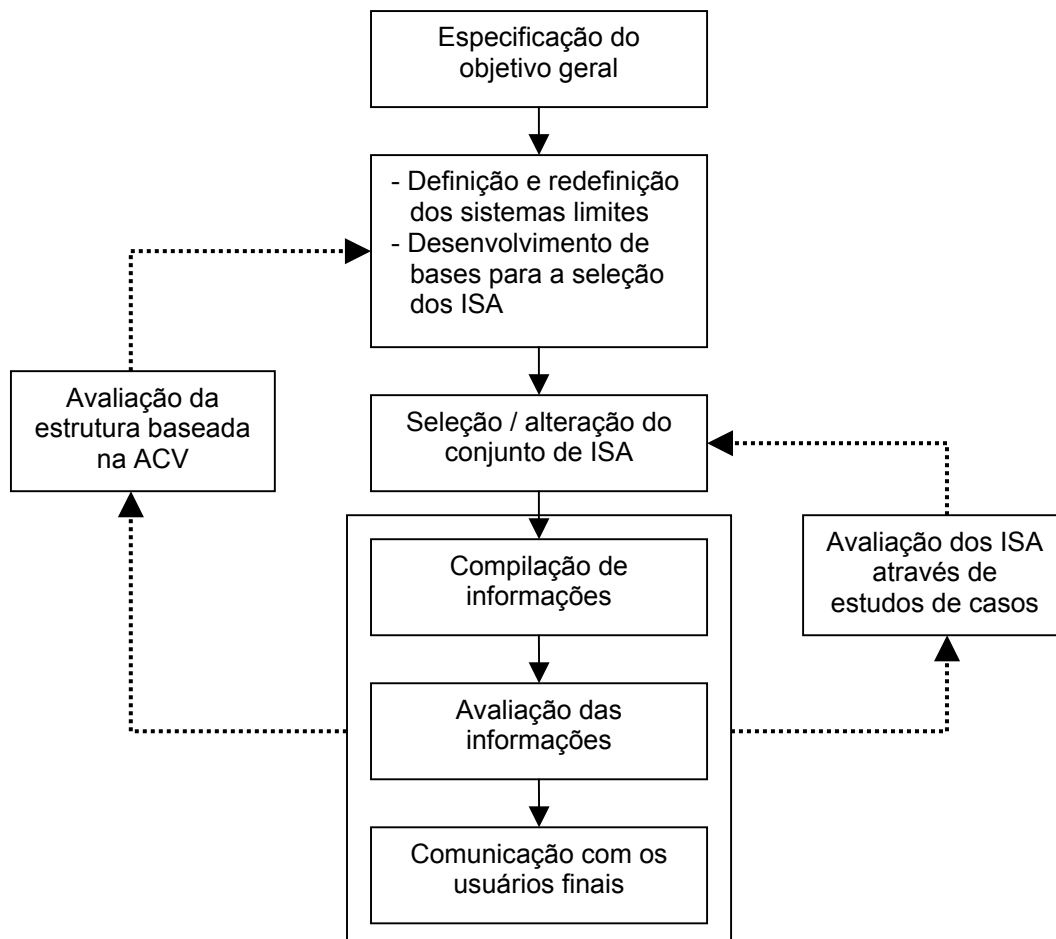 Especificação do
objetivo geral
- Definição e redefinição
dos sistemas limites
- Desenvolvimento de
bases para a seleção
dos ISA
Avaliação da
estrutura baseada
na ACV
Seleção / alteração do
conjunto de ISA
Avaliação dos ISA
através de
estudos de casos
Compilação de
informações
Avaliação das
informações
Comunicação com os
usuários finais